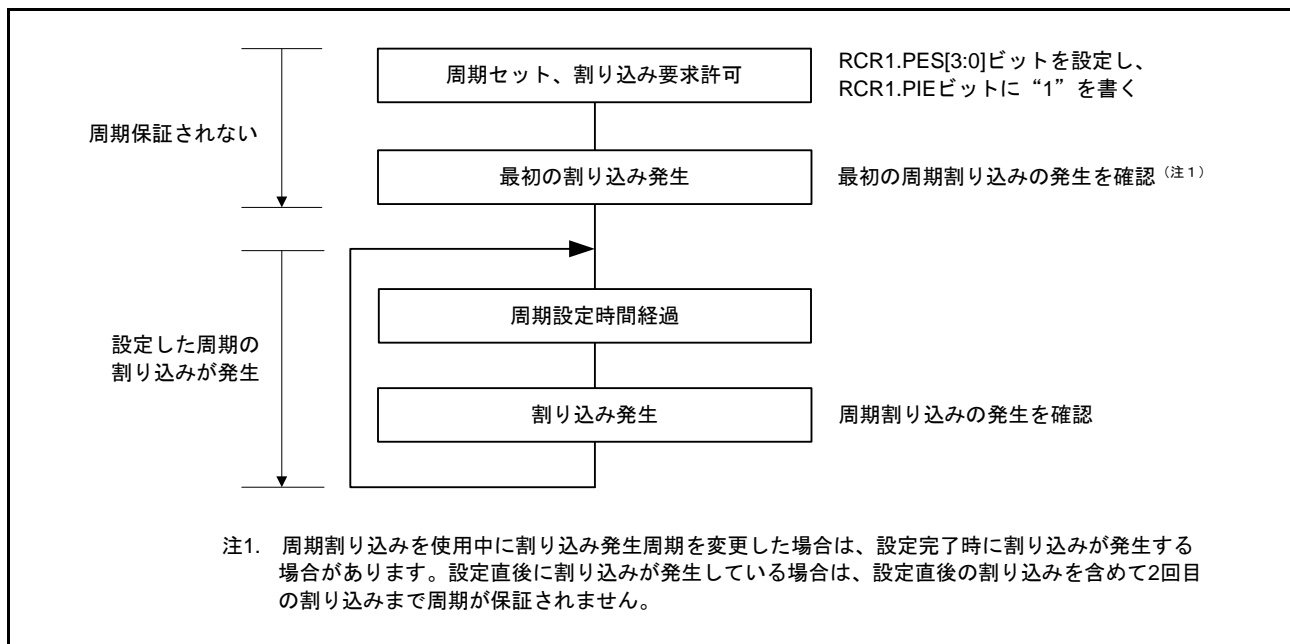 周期セット、割り込み要求許可
RCR1.PES[3:0]ビットを設定し、
RCR1.PIEビットに“1”を書く
周期保証されない
最初の割り込み発生
最初の周期割り込みの発生を確認（注１）
周期設定時間経過
設定した周期の
割り込みが発生
割り込み発生
周期割り込みの発生を確認
注1. 周期割り込みを使用中に割り込み発生周期を変更した場合は、設定完了時に割り込みが発生する
場合があります。設定直後に割り込みが発生している場合は、設定直後の割り込みを含めて2回目
の割り込みまで周期が保証されません。